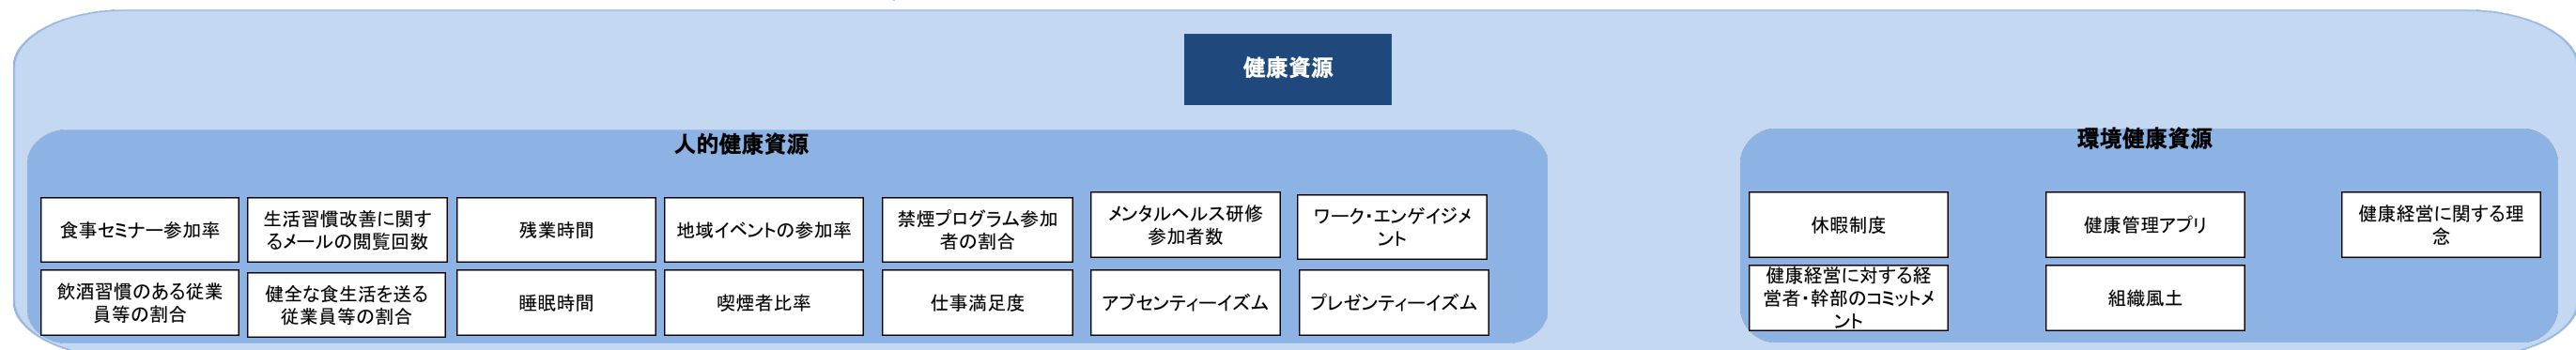 健康資源
人的健康資源
食事セミナー参加率
生活習慣改善に関す
るメールの閲覧回数
残業時間
地域イベントの参加率
禁煙プログラム参加
者の割合
メンタルヘルス研修
参加者数
ワーク・エンゲイジメ
ント
飲酒習慣のある従業
員等の割合
健全な食生活を送る
従業員等の割合
睡眠時間
喫煙者比率
仕事満足度
アブセンティーイズム
プレゼンティーイズム
環境健康資源
休暇制度
健康管理アプリ
健康経営に関する理
念
健康経営に対する経
営者・幹部のコミットメ
ント
組織風土